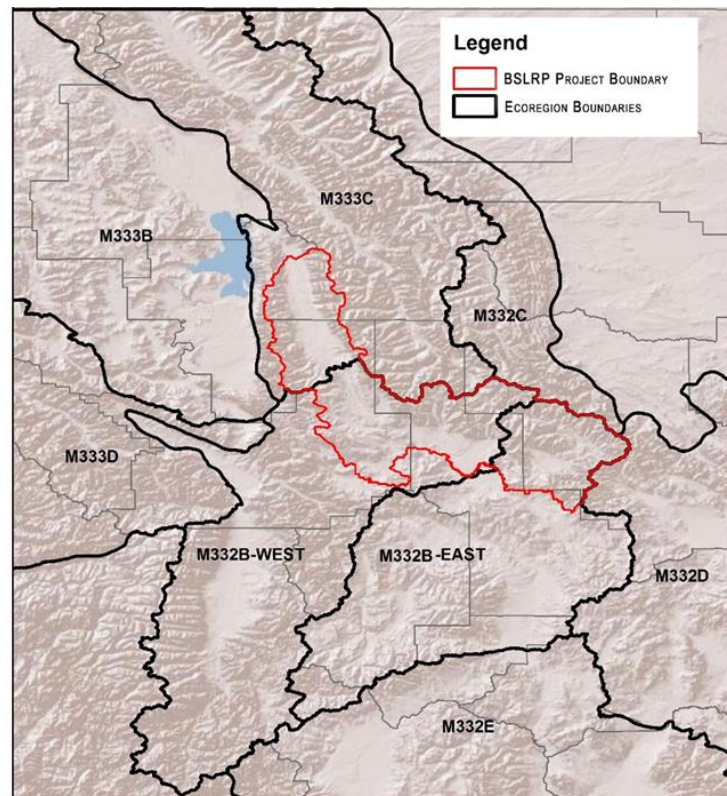 Legend
BSLRP PROJECT BOUNDARY
ECOREGION BOUNDARIES
M333C
M333B
M332C
M333D
M332B-WEST
M332B-EAST
M332D
M332E